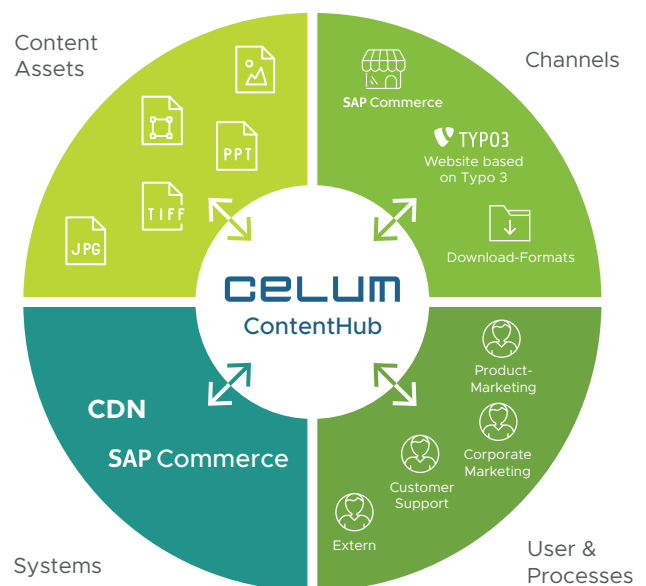 Content
Assets
PPT
TIFF
JPG
Channels
SAP Commerce
TYPO3
Website based
on Typo 3
Download-Formats
CELUM
ContentHub
CDN
SAP Commerce
Systems
Product-
Marketing
Corporate
Marketing
Customer
Support
Extern
User &
Processes